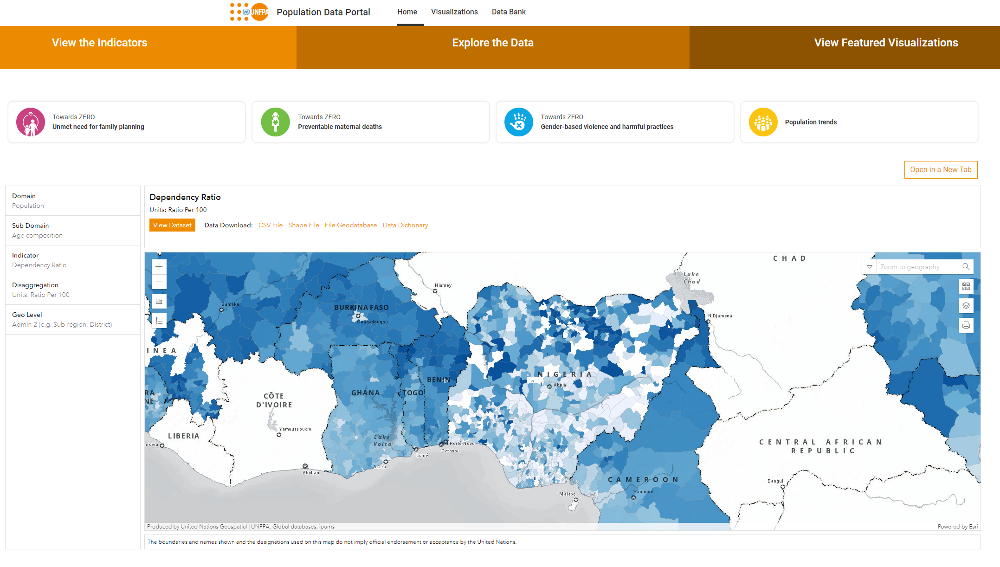 UNFPA
Population Data Portal
Home
Visualizations
Data Bank
View the Indicators
Explore the Data
View Featured Visualizations
Towards ZERO
Unmet need for family planning
Towards ZERO
Preventable maternal deaths
Towards ZERO
Gender-based violence and harmful practices
Population trends
Open in a New Tab
Domain
Population
Sub Domain
Age composition
Indicator
Dependency Ratio
Disaggregation
Units: Ratio Per 100
Geo Level
Admin 2 (e.g. Sub-region, District)
Dependency Ratio
Units: Ratio Per 100
View Dataset
Data Download:
CSV File
Shape File
File Geodatabase
Data Dictionary
CHAD
Zoom to geography
Lake
Chad
Niamey
Bamako
BURKINA FASO
Ouagadougou
N'Djaména
INEA
NIGERIA
Abuja
BENIN
GHANA
TOGO
RA
NE
CÔTE
D'IVOIRE
Yamoussoukro
LIBERIA
nrovia
Lake
Volta
Porto-Novo
Cotonou
Lomé
Accra
Abidjan
CENTRAL AFRICAN
REPUBLIC
CAMEROON
Yaoundé
Bangui
Malabo
Produced by United Nations Geospatial | UNFPA, Global databases, ipums
Powered by Esri
The boundaries and names shown and the designations used on this map do not imply official endorsement or acceptance by the United Nations.